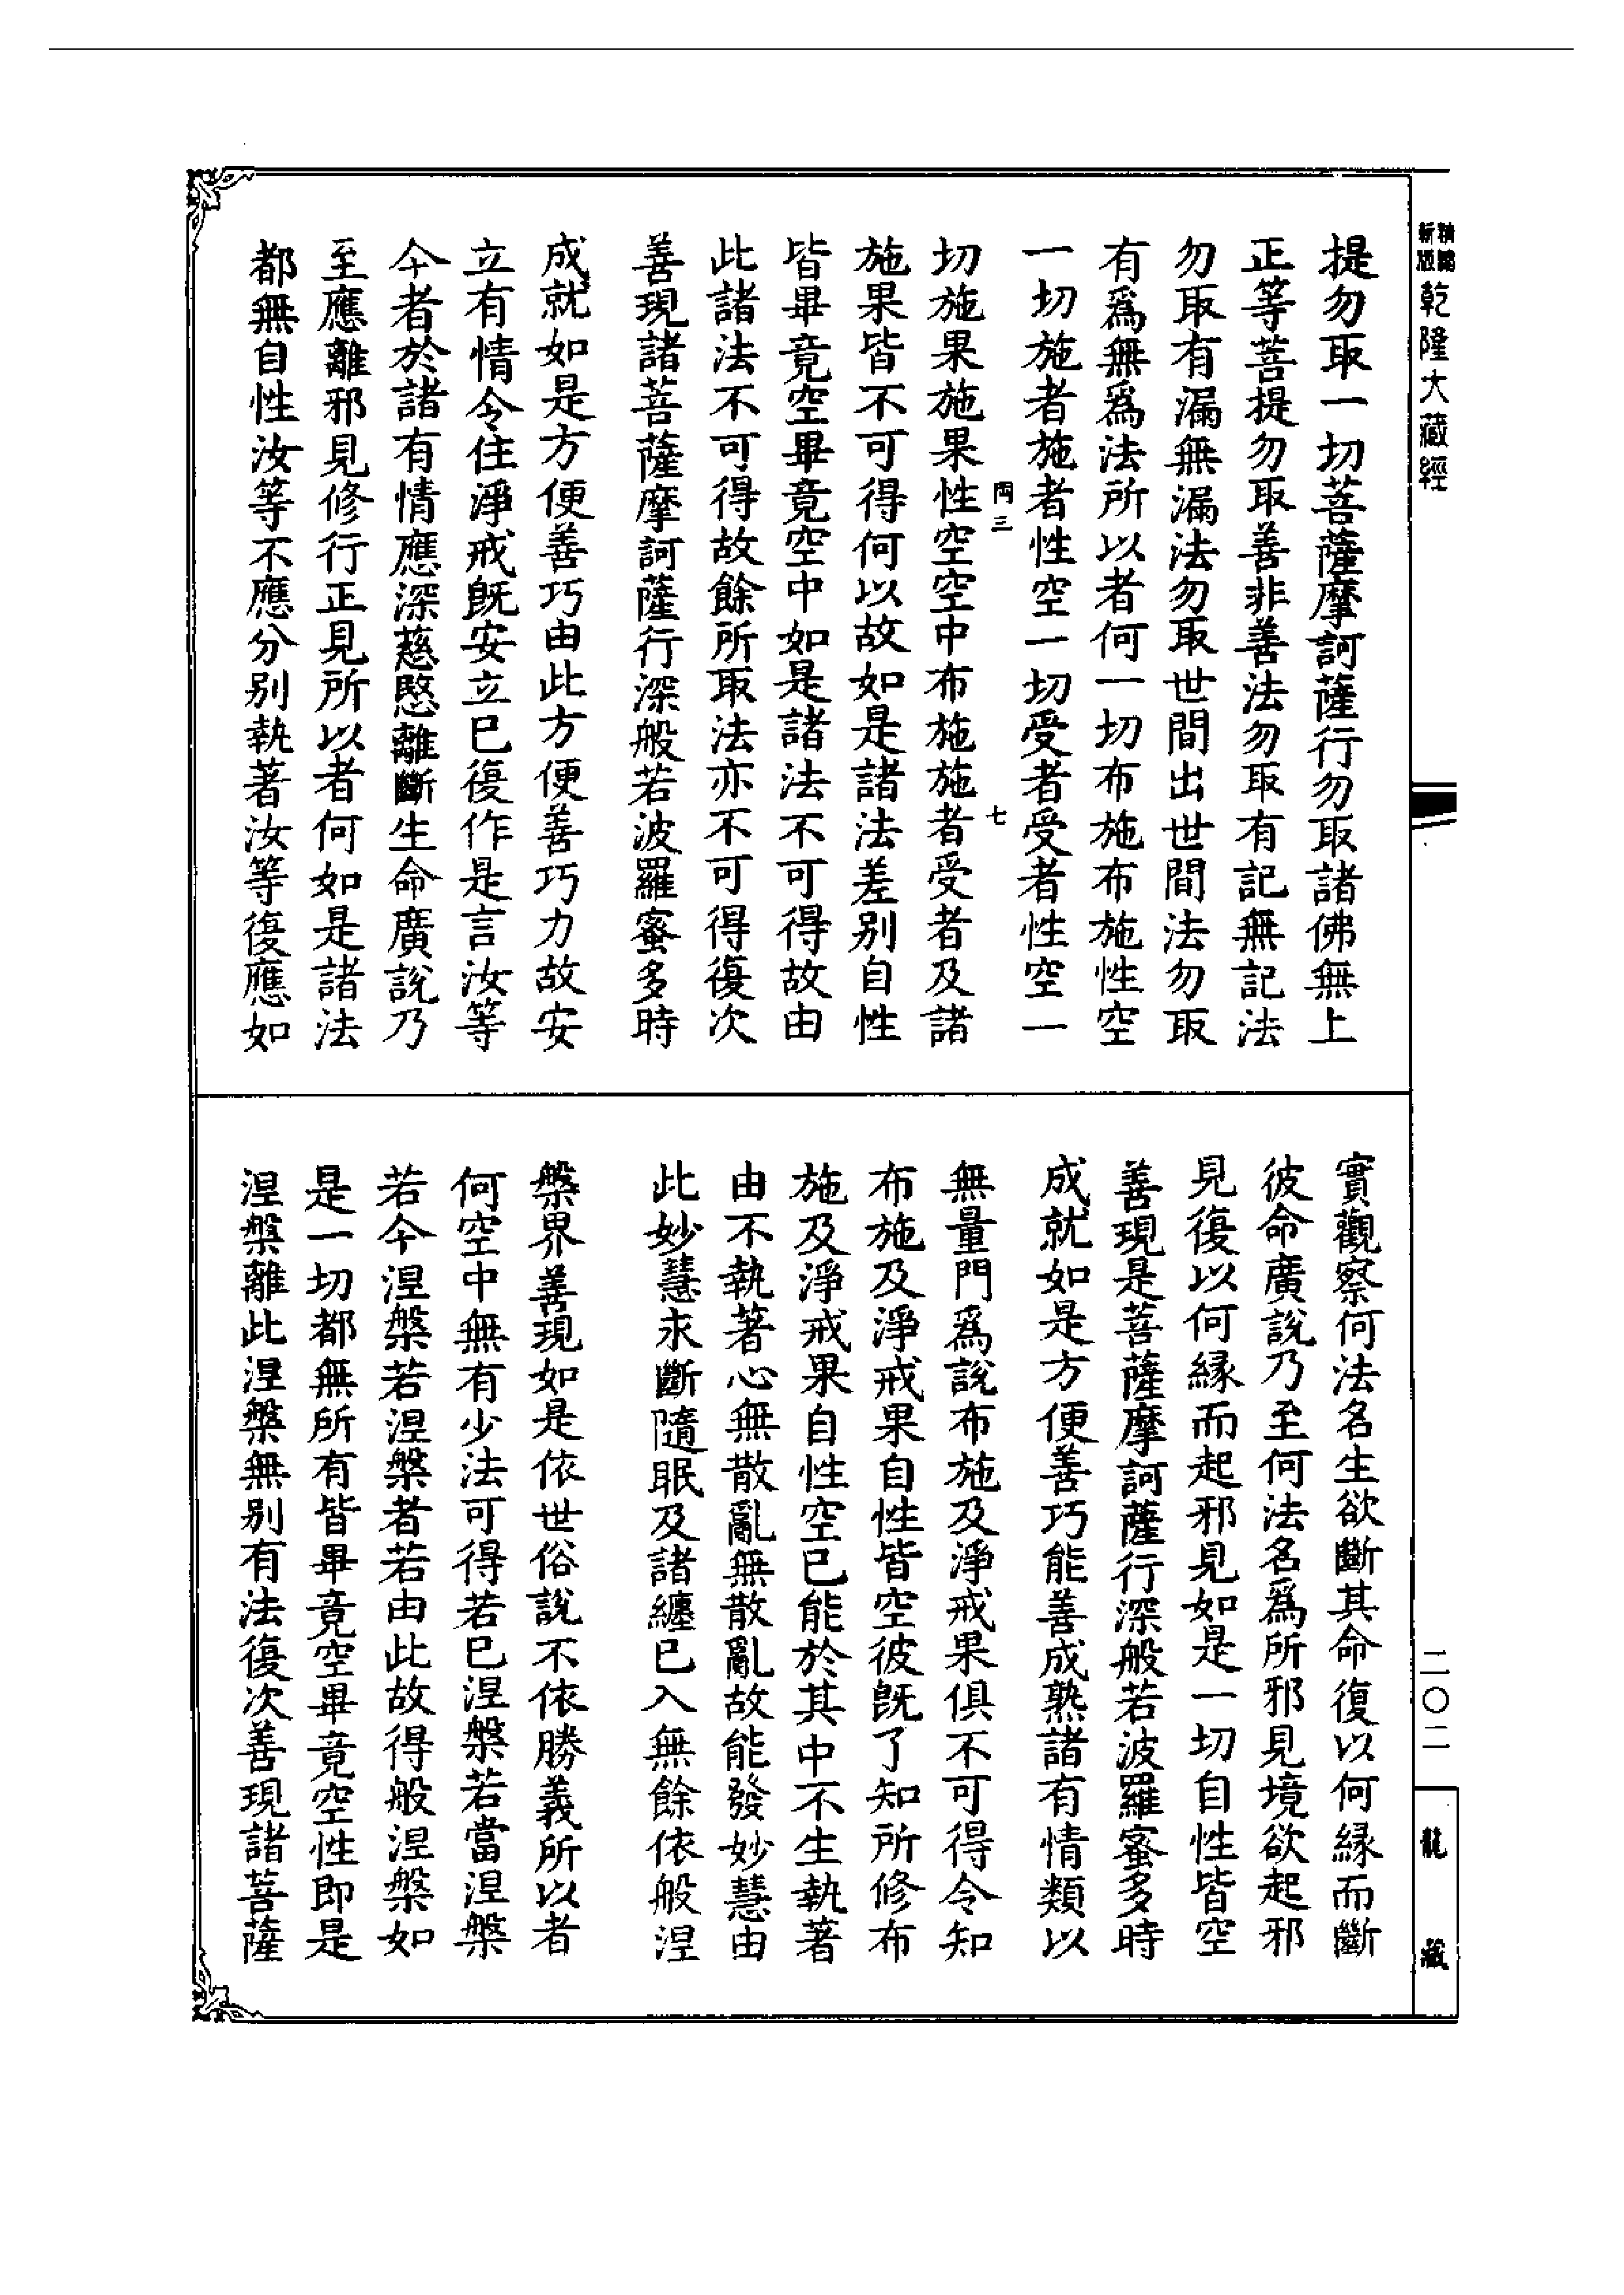 新版
精縮
乾隆大藏經
提勿取一切菩薩摩訶薩行勿取諸佛無上
正等菩提勿取善非善法勿取有記無記法
勿取有漏無漏法勿取世間出世間法勿取
有爲無爲法所以者何一切布施布施性空
一切施者施者性空一切受者受者性空一
切施果施果性空空中布施施者受者及諸
施果皆不可得何以故如是諸法差别自性
皆畢竟空畢竟空中如是諸法不可得故由
此諸法不可得故餘所取法亦不可得復次
善現諸菩薩摩訶薩行深般若波羅蜜多時
成就如是方便善巧由此方便善巧力故安
立有情令住淨戒旣安立已復作是言汝等
今者於諸有情應深慈愍離斷生命廣說乃
至應離邪見修行正見所以者何如是諸法
都無自性汝等不應分别執著汝等復應如
七
實觀察何法名生欲斷其命復以何縁而斷
彼命廣說乃至何法名爲所邪見境欲起邪
見復以何縁而起邪見如是一切自性皆空
善現是菩薩摩訶薩行深般若波羅蜜多時
成就如是方便善巧能善成熟諸有情類以
無量門爲說布施及淨戒果俱不可得令知
布施及淨戒果自性皆空彼旣了知所修布
施及淨戒果自性空已能於其中不生執著
由不執著心無散亂無散亂故能發妙慧由
此妙慧永斷隨眠及諸纏已入無餘依般涅
槃界善現如是依世俗說不依勝義所以者
何空中無有少法可得若已涅槃若當涅槃
若今涅槃若涅槃者若由此故得般涅槃如
是一切都無所有皆畢竟空畢竟空性即是
涅槃離此涅槃無别有法復次善現諸菩薩
二〇二
龍藏